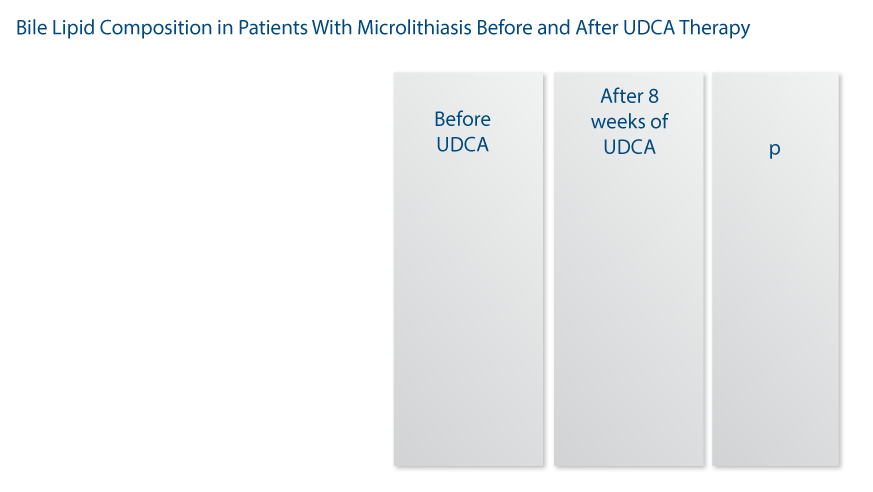 Bile Lipid Composition in Patients With Microlithiasis Before and After UDCA Therapy
Before
UDCA
After 8
weeks of
UDCA
p